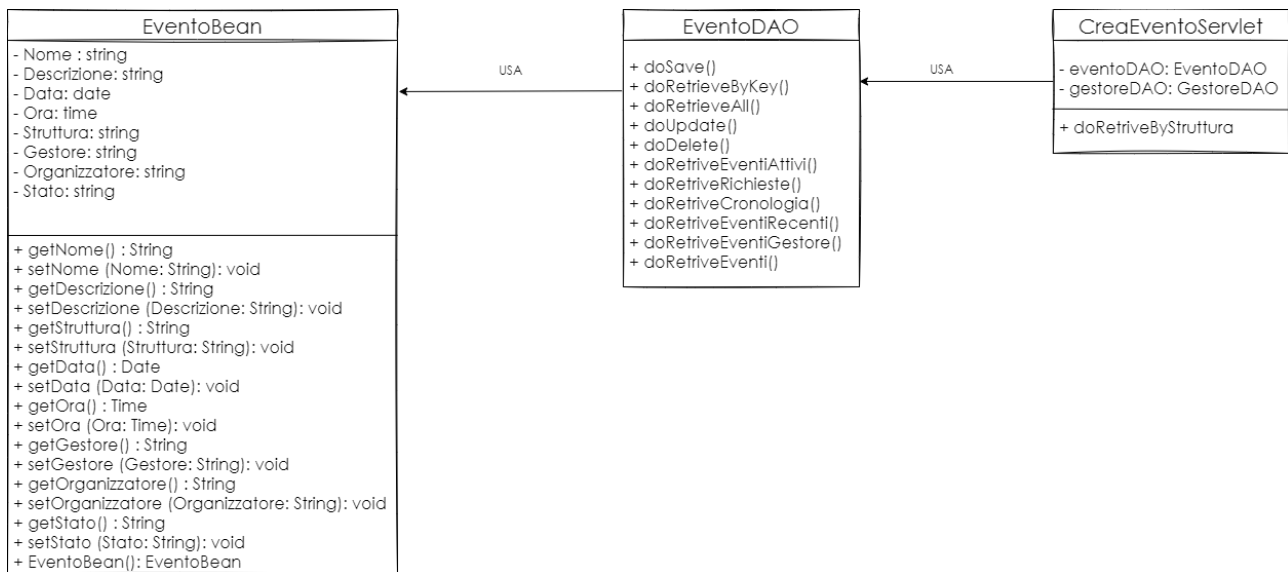 EventoBean
- Nome : string
- Descrizione: string
- Data: date
- Ora: time
- Struttura: string
- Gestore: string
- Organizzatore: string
- Stato: string
+ getNome() : String
+ setNome (Nome: String): void
+ getDescrizione() : String
+ setDescrizione (Descrizione: String): void
+ getStruttura() : String
+ setStruttura (Struttura: String): void
+ getData() : Date
+ setData (Data: Date): void
+ getOra() : Time
+ setOra (Ora: Time): void
+ getGestore() : String
+ setGestore (Gestore: String): void
+ getOrganizzatore() : String
+ setOrganizzatore (Organizzatore: String): void
+ getStato() : String
+ setStato (Stato: String): void
+ EventoBean(): EventoBean
USA
EventoDAO
+ doSave()
+ doRetrieveByKey()
+ doRetrieveAll()
+ doUpdate()
+ doDelete()
+ doRetriveEventiAttivi()
+ doRetriveRichieste()
+ doRetriveCronologia()
+ doRetriveEventiRecenti()
+ doRetriveEventiGestore()
+ doRetriveEventi()
USA
CreaEventoServlet
- eventoDAO: EventoDAO
- gestoreDAO: GestoreDAO
+ doRetriveByStruttura